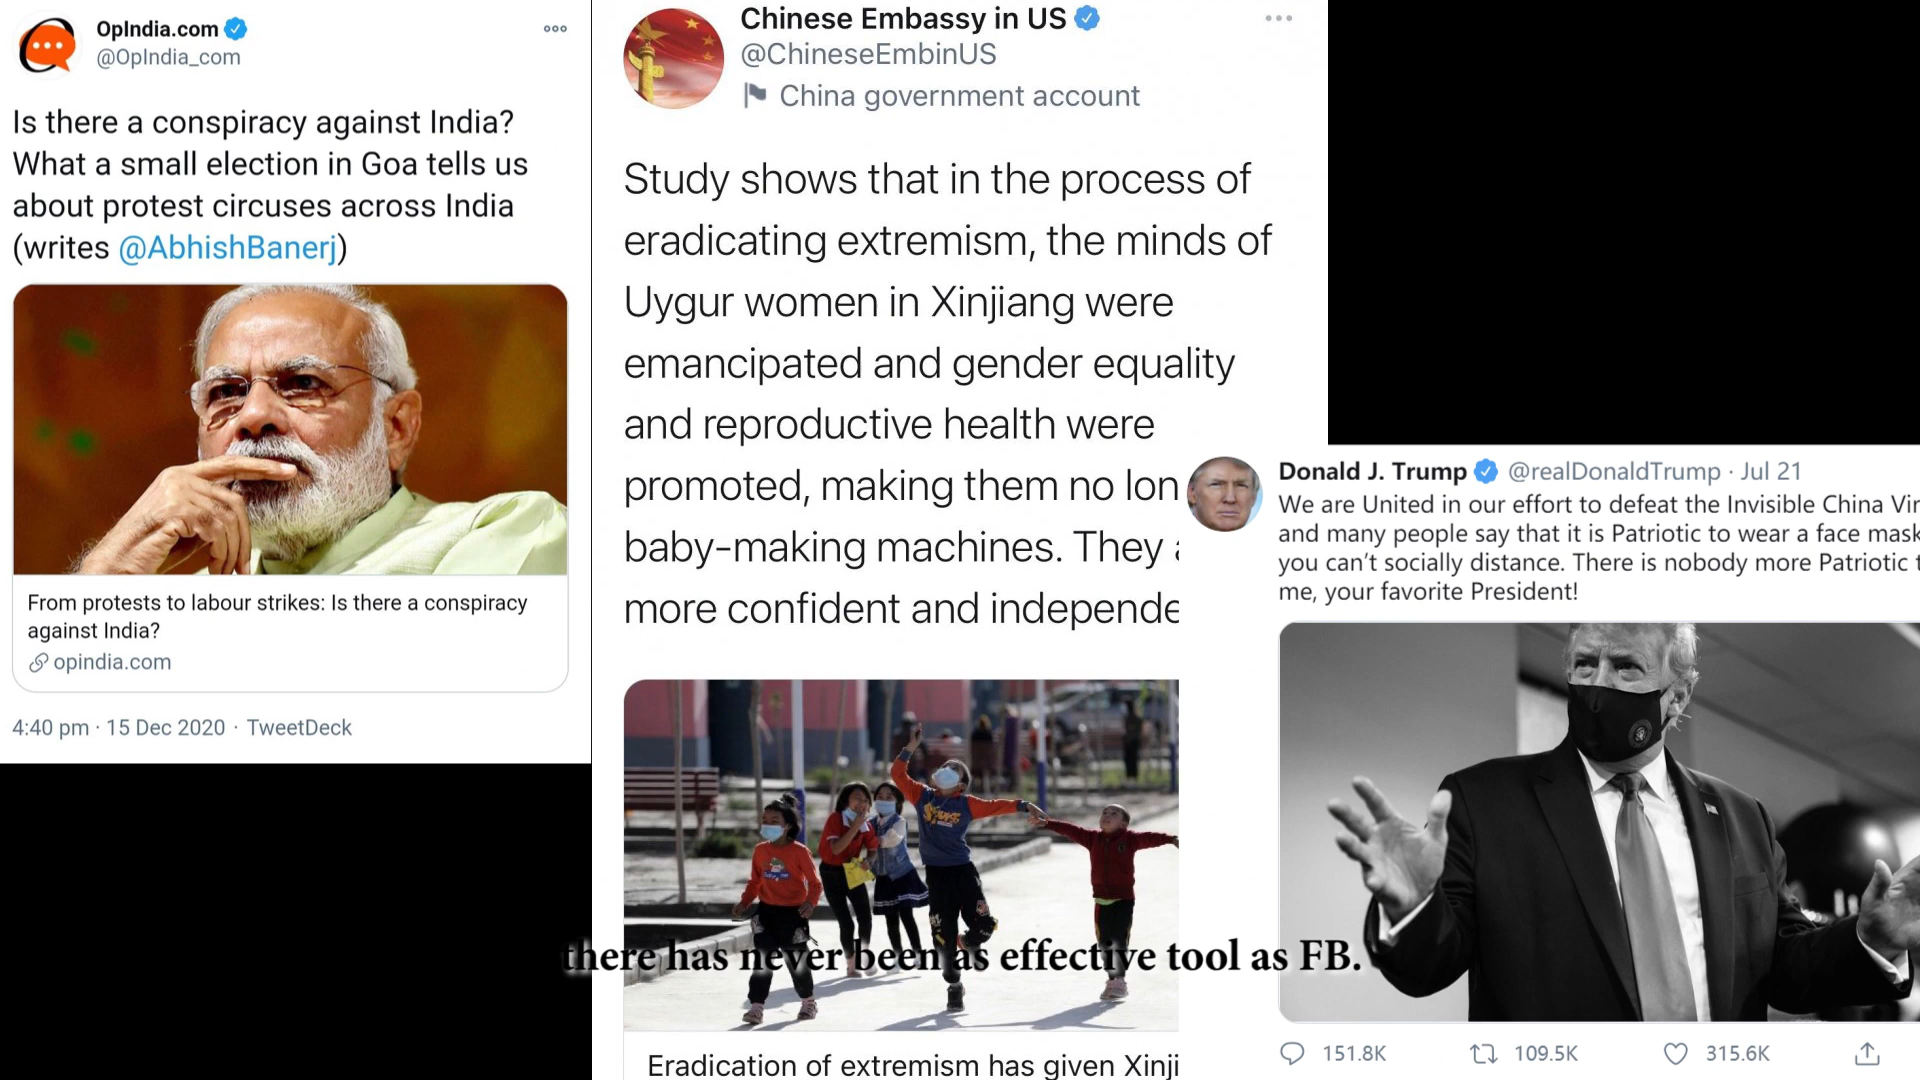 OpIndia.com
@OpIndia_com
Is there a conspiracy against India?
What a small election in Goa tells us
about protest circuses across India
(writes @AbhishBanerj)
From protests to labour strikes: Is there a conspiracy
against India?
opindia.com
4:40 pm · 15 Dec 2020 · TweetDeck
Chinese Embassy in US
@ChineseEmbinUS
China government account
Study shows that in the process of
eradicating extremism, the minds of
Uygur women in Xinjiang were
emancipated and gender equality
and reproductive health were
promoted, making them no lon
baby-making machines. They
more confident and independe
Eradication of extremism has given Xinji
Donald J. Trump @realDonaldTrump · Jul 21
We are United in our effort to defeat the Invisible China Vir
and many people say that it is Patriotic to wear a face mask
you can’t socially distance. There is nobody more Patriotic t
me, your favorite President!
151.8K 109.5K 315.6K
there has never been as effective tool as FB.